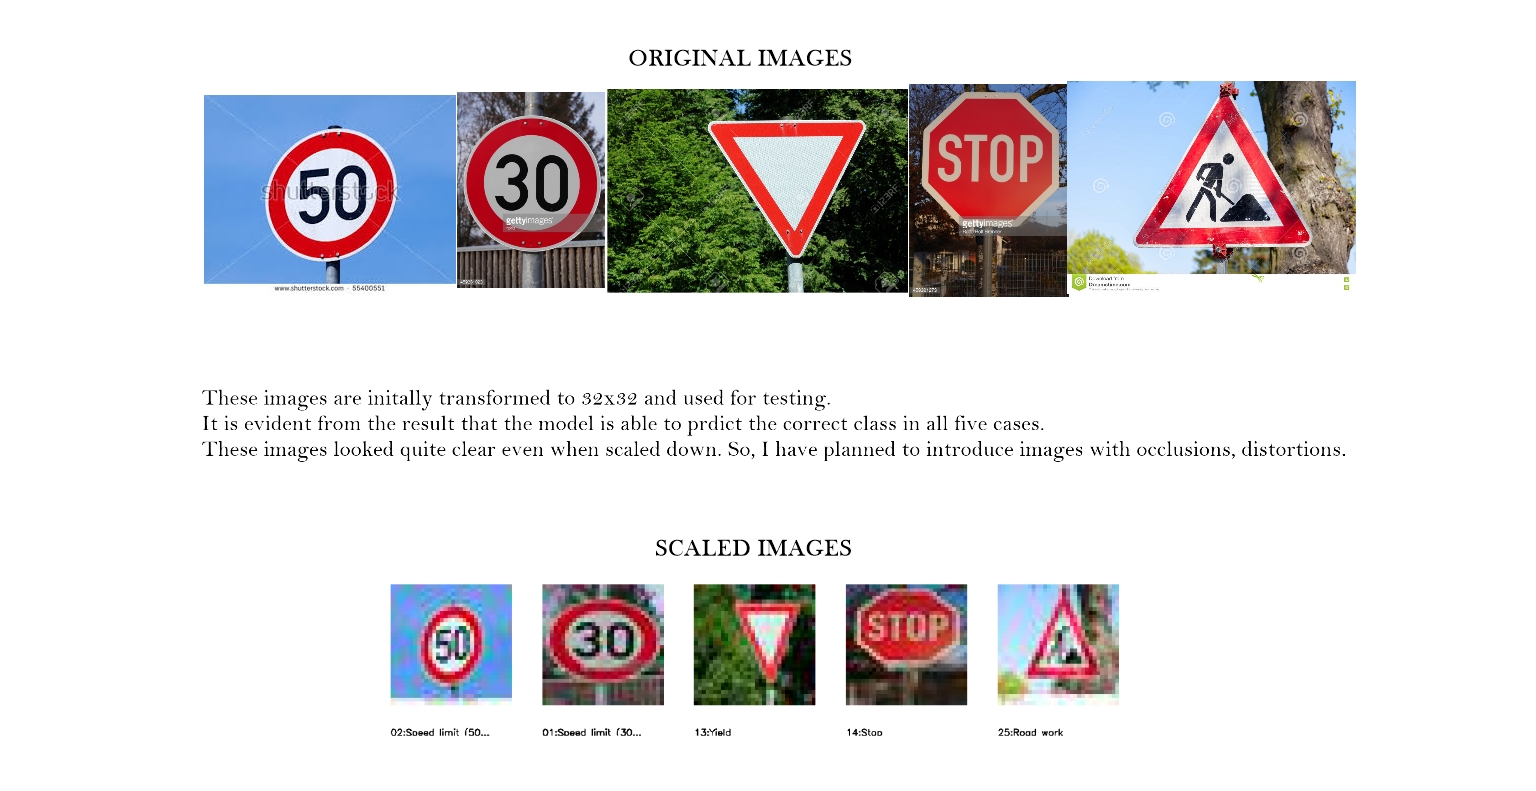 ORIGINAL IMAGES
50
shutterstock
30
gettyimages
STOP
gettyimages
www.shutterstock.com · 55400551
Download from
Dreamstime.com
These images are initally transformed to 32x32 and used for testing.
It is evident from the result that the model is able to prdict the correct class in all five cases.
These images looked quite clear even when scaled down. So, I have planned to introduce images with occlusions, distortions.
SCALED IMAGES
50
30
STOP
02:Speed limit (50...
01:Speed limit (30...
13:Yield
14:Stop
25:Road work